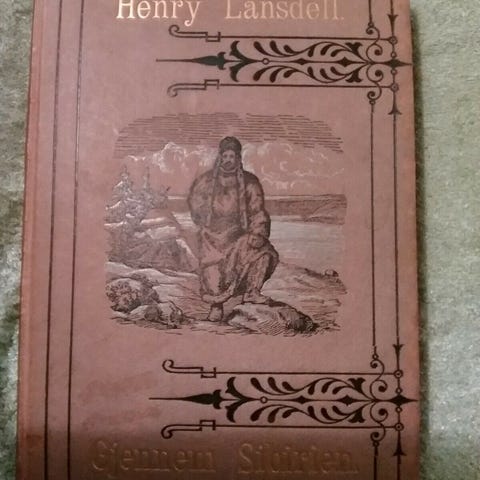 Henry Lansdell.
Gjennem Sibirien.